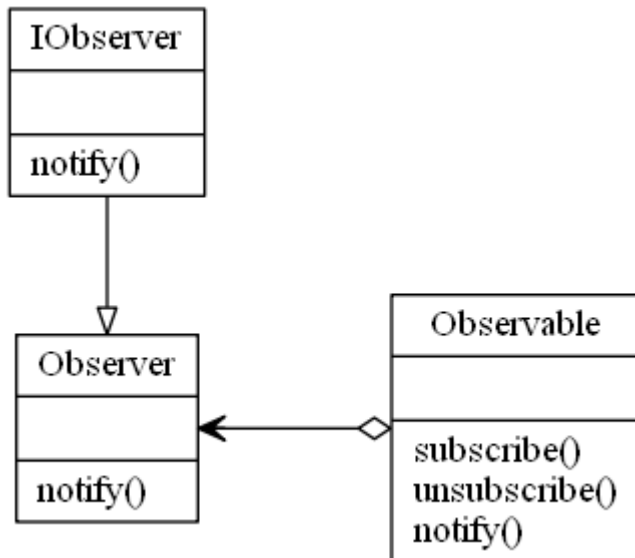 IObserver
notify()
Observer
notify()
Observable
subscribe()
unsubscribe()
notify()